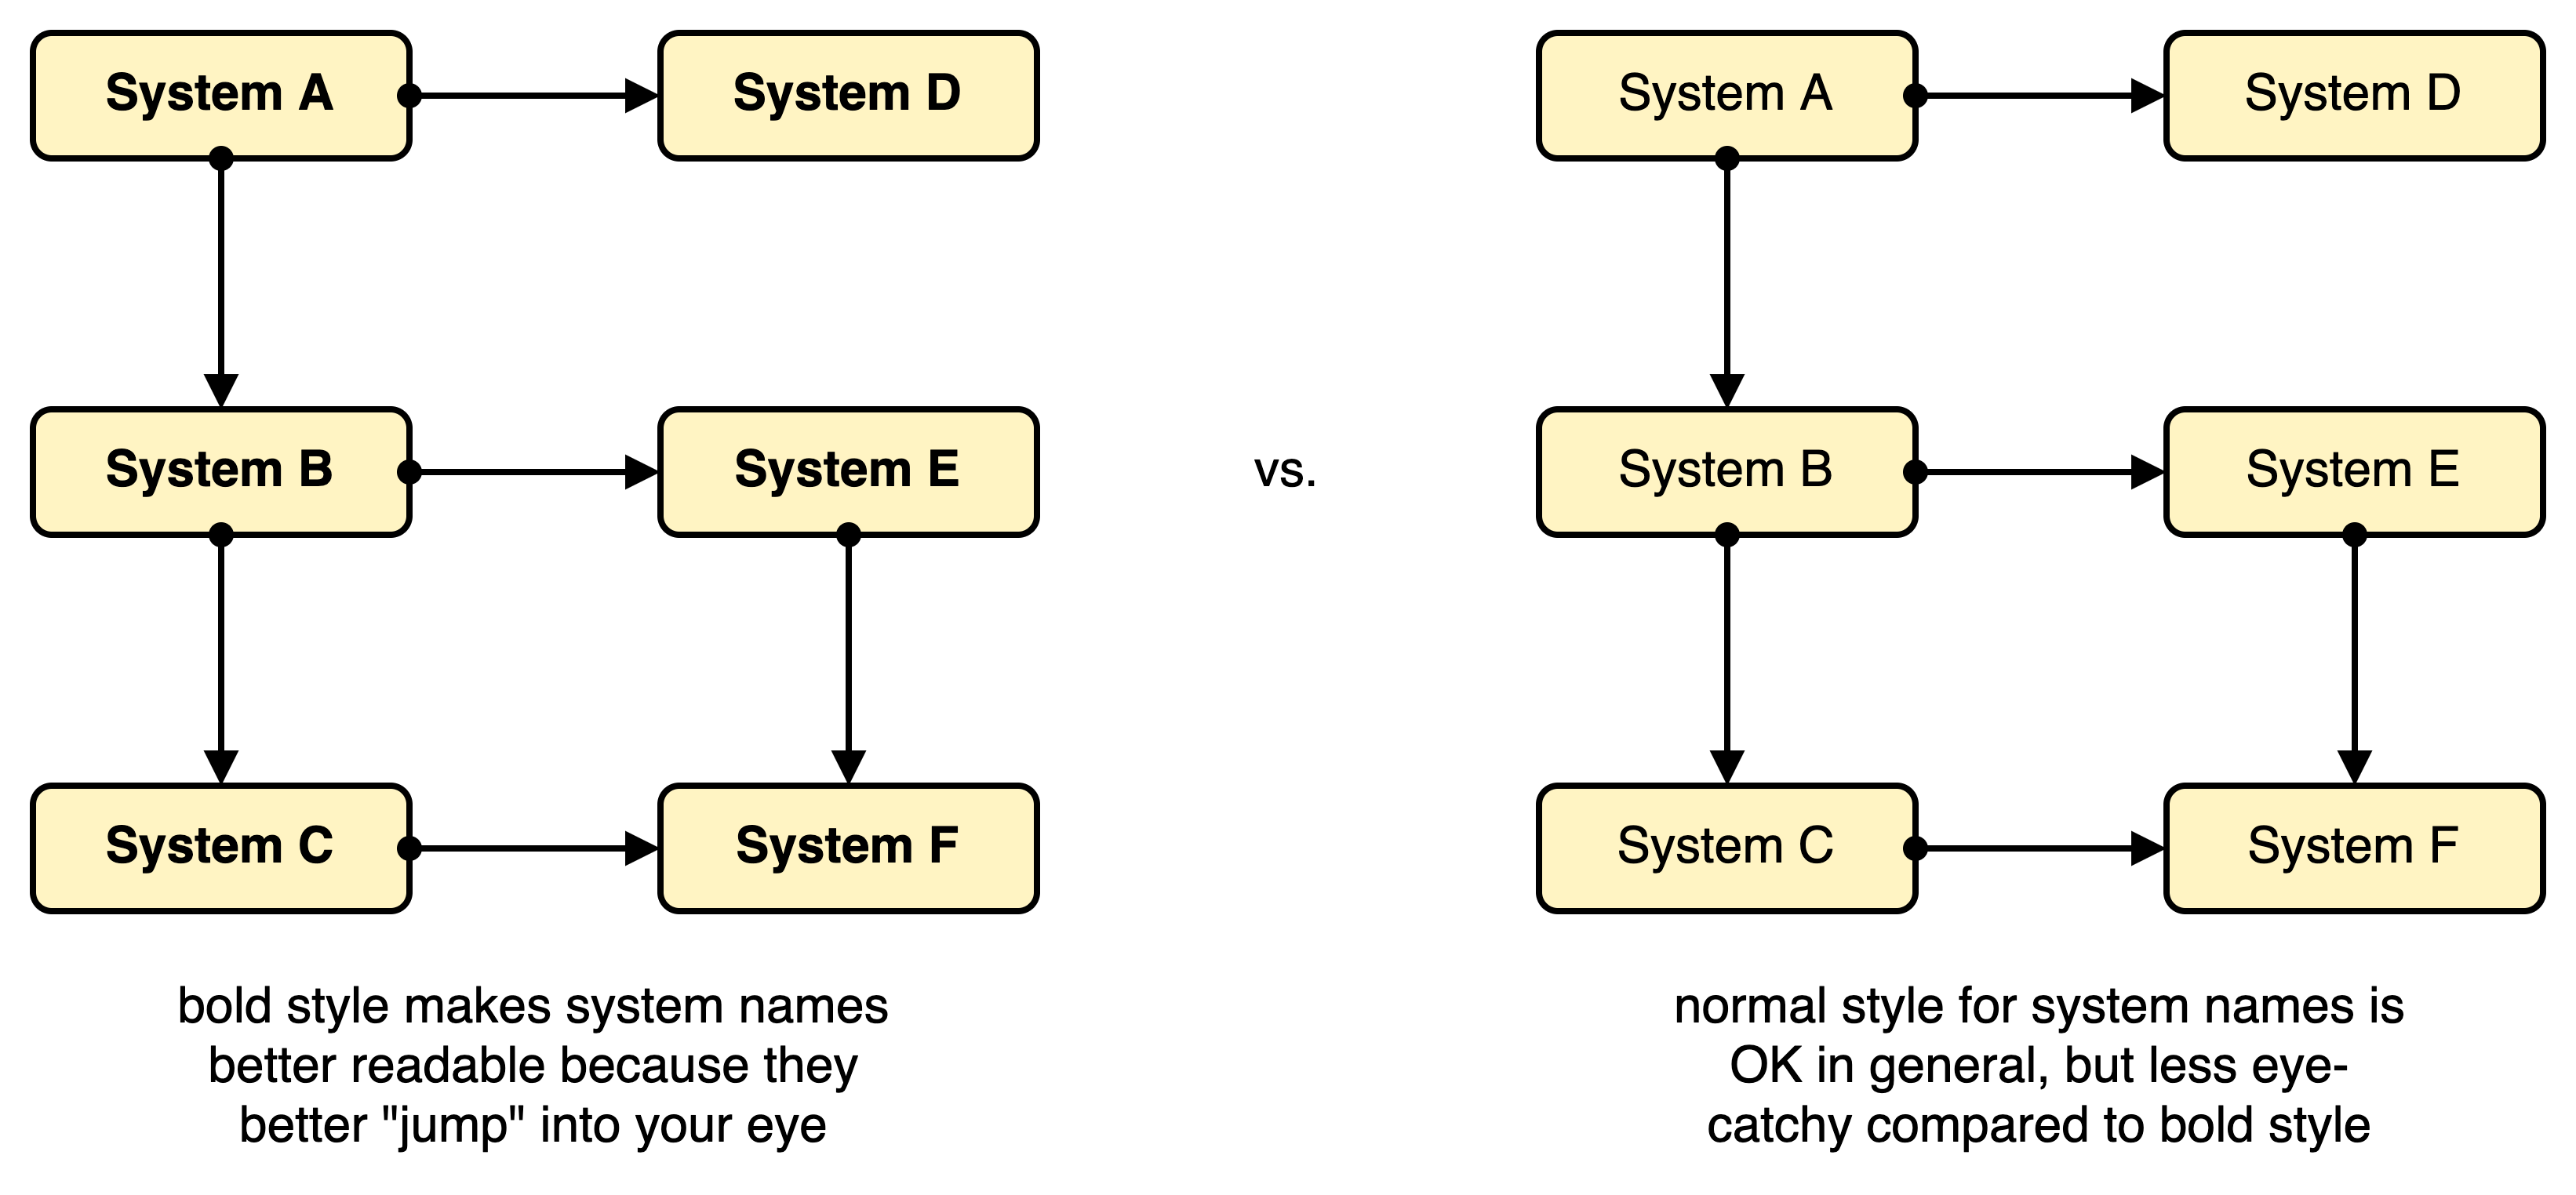 System A
System D
System B
System E
System C
System F
bold style makes system names
better readable because they
better "jump" into your eye
vs.
System A
System D
System B
System E
System C
System F
normal style for system names is
OK in general, but less eye-
catchy compared to bold style